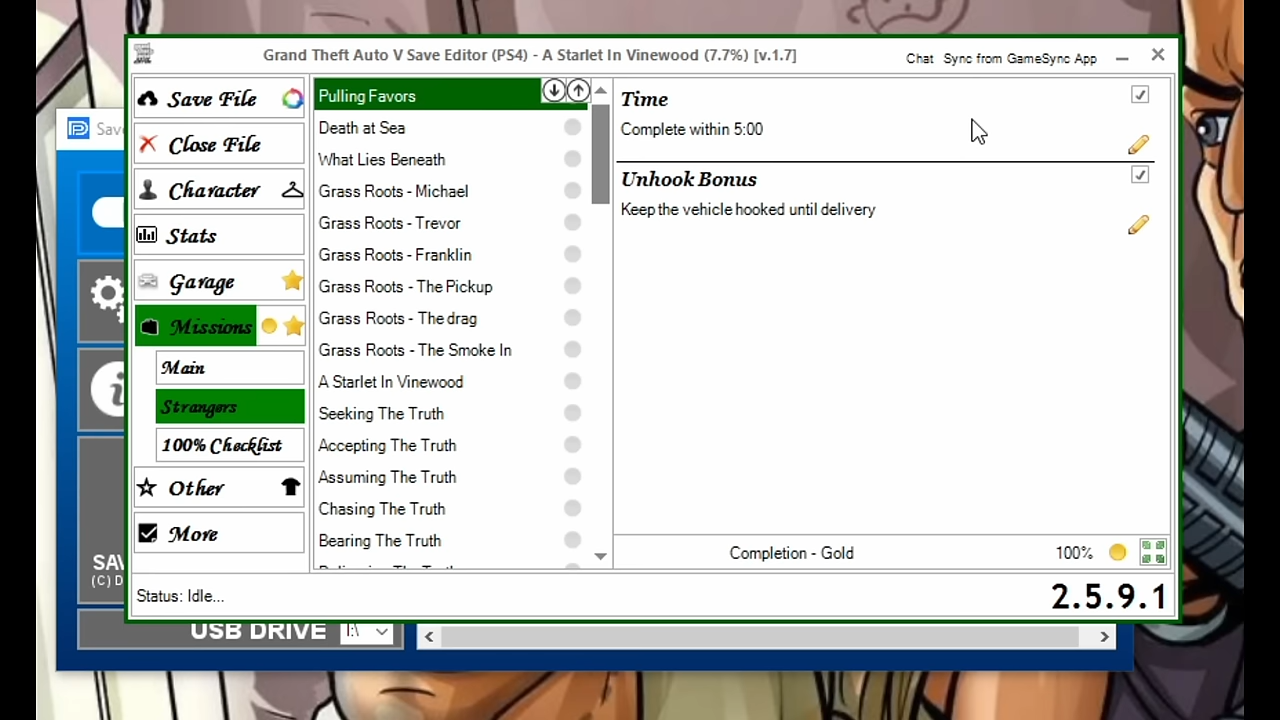 Grand Theft Auto V Save Editor (PS4) - A Starlet In Vinewood (7.7%) [v.1.7]
Chat Sync from GameSync App
Save File
Close File
Character
Stats
Garage
Missions
Main
Strangers
100% Checklist
Other
More
Pulling Favors
Death at Sea
What Lies Beneath
Grass Roots - Michael
Grass Roots - Trevor
Grass Roots - Franklin
Grass Roots - The Pickup
Grass Roots - The drag
Grass Roots - The Smoke In
A Starlet In Vinewood
Seeking The Truth
Accepting The Truth
Assuming The Truth
Chasing The Truth
Bearing The Truth
Time
Complete within 5:00
Unhook Bonus
Keep the vehicle hooked until delivery
Completion - Gold
100%
Status: Idle...
2.5.9.1
Sav
SAV
(C) D
USB DRIVE
I:\